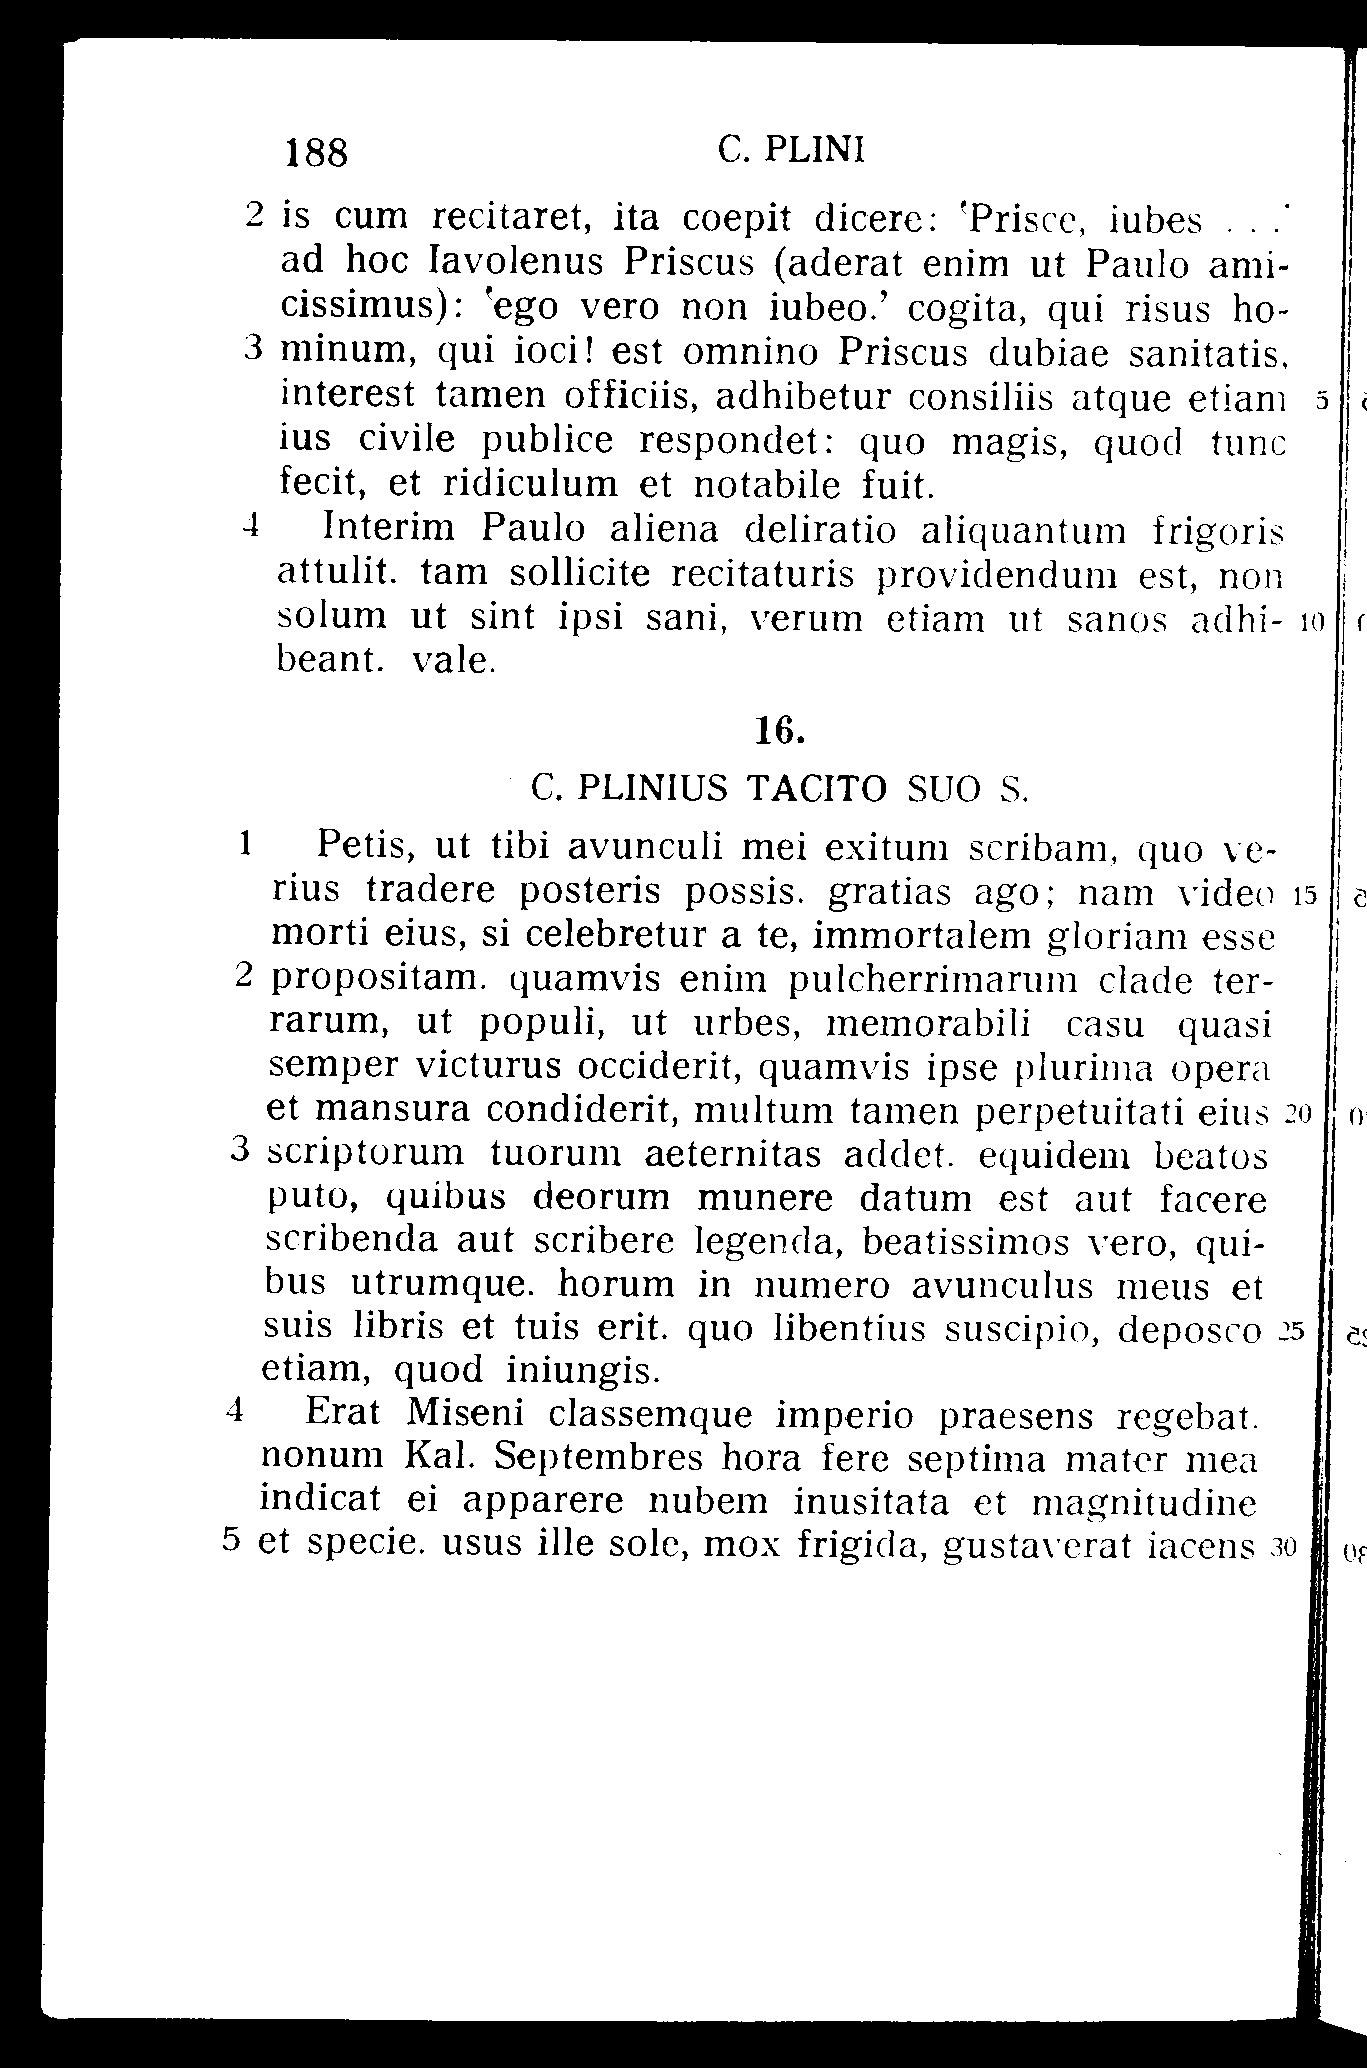 188 C. PLINI
2 is cum recitaret, ita coepit dicere: 'Prisce, iubes . . .'
ad hoc Iavolenus Priscus (aderat enim ut Paulo ami-
cissimus): 'ego vero non iubeo.' cogita, qui risus ho-
3 minum, qui ioci! est omnino Priscus dubiae sanitatis,
interest tamen officiis, adhibetur consiliis atque etiam 5
ius civile publice respondet: quo magis, quod tunc
fecit, et ridiculum et notabile fuit.
4 Interim Paulo aliena deliratio aliquantum frigoris
attulit. tam sollicite recitaturis providendum est, non
solum ut sint ipsi sani, verum etiam ut sanos adhi- 10
beant. vale.
16.
C. PLINIUS TACITO SUO S.
1 Petis, ut tibi avunculi mei exitum scribam, quo ve-
rius tradere posteris possis. gratias ago; nam video 15
morti eius, si celebretur a te, immortalem gloriam esse
2 propositam. quamvis enim pulcherrimarum clade ter-
rarum, ut populi, ut urbes, memorabili casu quasi
semper victurus occiderit, quamvis ipse plurima opera
et mansura condiderit, multum tamen perpetuitati eius 20
3 scriptorum tuorum aeternitas addet. equidem beatos
puto, quibus deorum munere datum est aut facere
scribenda aut scribere legenda, beatissimos vero, qui-
bus utrumque. horum in numero avunculus meus et
suis libris et tuis erit. quo libentius suscipio, deposco 25
etiam, quod iniungis.
4 Erat Miseni classemque imperio praesens regebat.
nonum Kal. Septembres hora fere septima mater mea
indicat ei apparere nubem inusitata et magnitudine
5 et specie. usus ille sole, mox frigida, gustaverat iacens 30